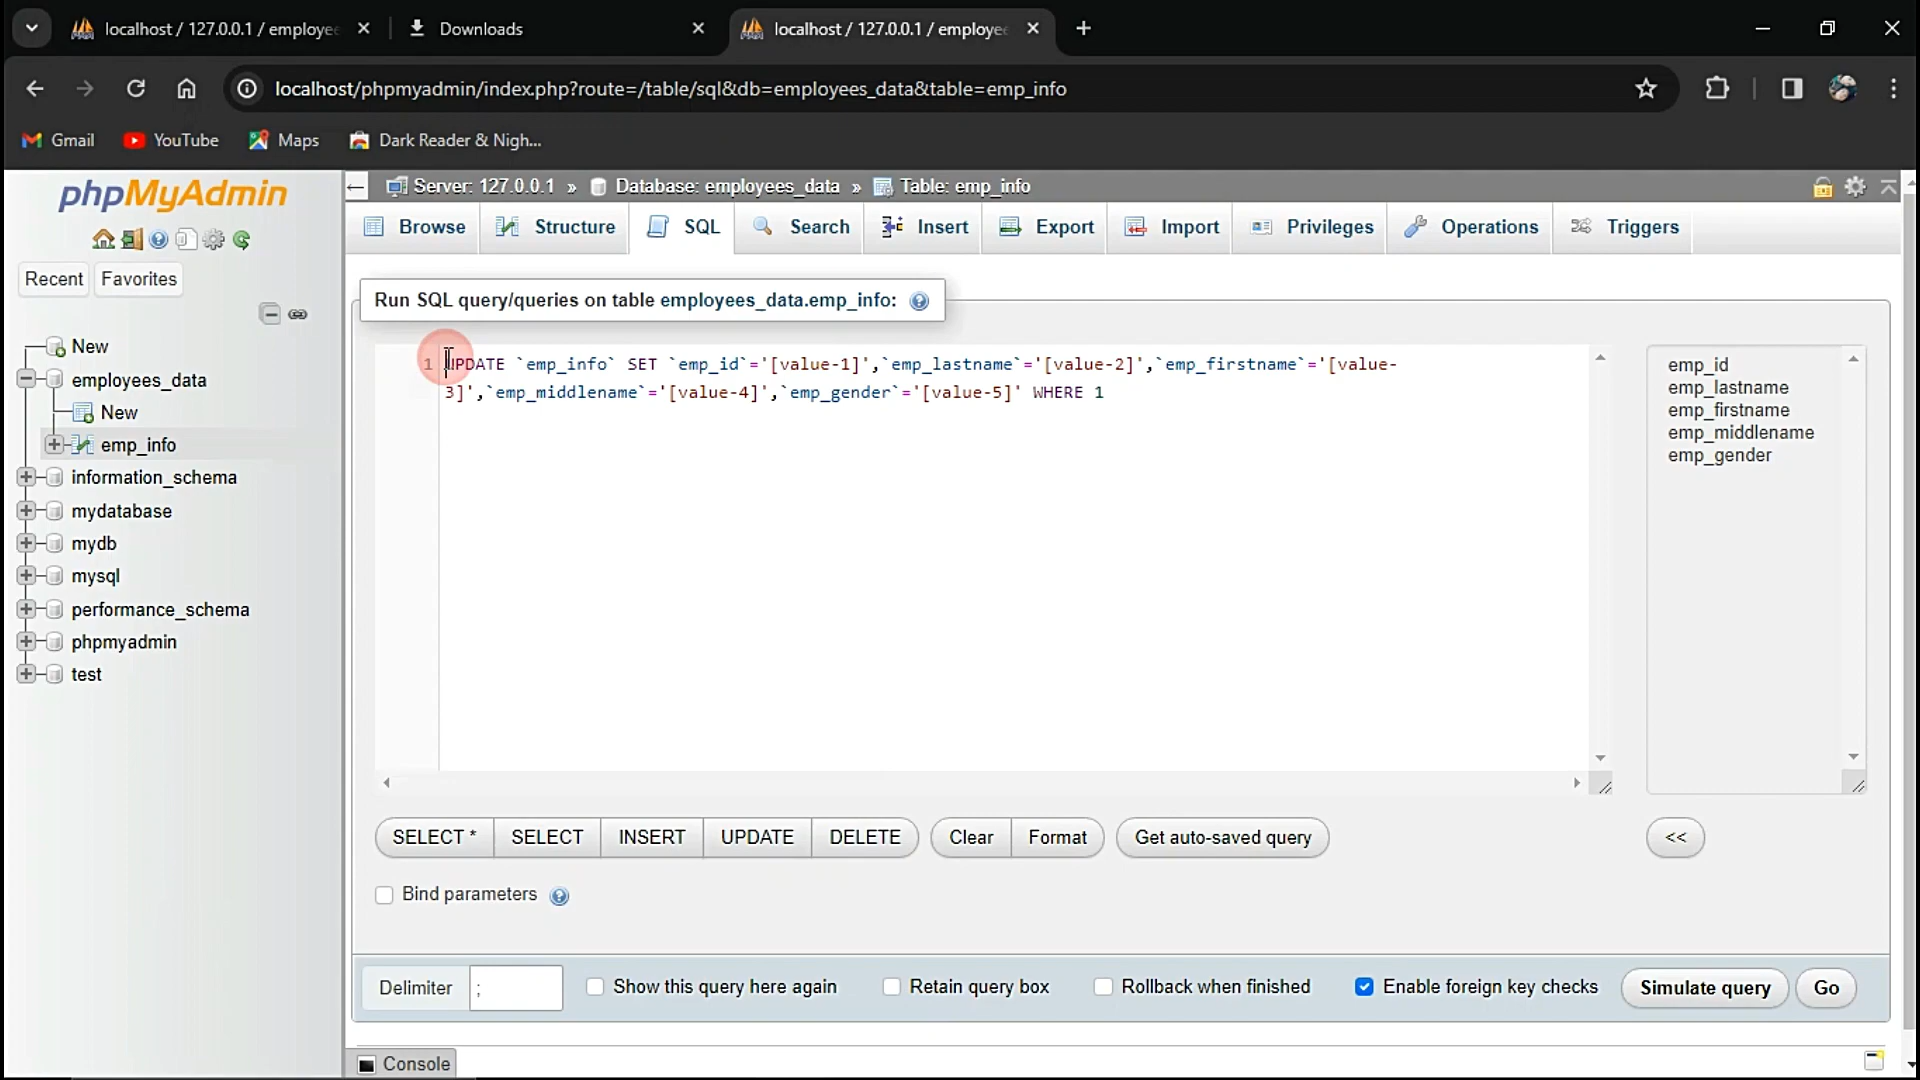 localhost / 127.0.0.1 / employe
Downloads
localhost / 127.0.0.1 / employe
localhost/phpmyadmin/index.php?route=/table/sql&db=employees_data&table=emp_info
Gmail
YouTube
Maps
Dark Reader & Nigh...
phpMyAdmin
Recent
Favorites
New
employees_data
New
emp_info
information_schema
mydatabase
mydb
mysql
performance_schema
phpmyadmin
test
Server: 127.0.0.1 » Database: employees_data » Table: emp_info
Browse
Structure
SQL
Search
Insert
Export
Import
Privileges
Operations
Triggers
Run SQL query/queries on table employees_data.emp_info:
1 UPDATE `emp_info` SET `emp_id`='[value-1]',`emp_lastname`='[value-2]',`emp_firstname`='[value-
3]',`emp_middlename`='[value-4]',`emp_gender`='[value-5]' WHERE 1
emp_id
emp_lastname
emp_firstname
emp_middlename
emp_gender
SELECT *
SELECT
INSERT
UPDATE
DELETE
Clear
Format
Get auto-saved query
<<
Bind parameters
Delimiter
;
Show this query here again
Retain query box
Rollback when finished
Enable foreign key checks
Simulate query
Go
Console